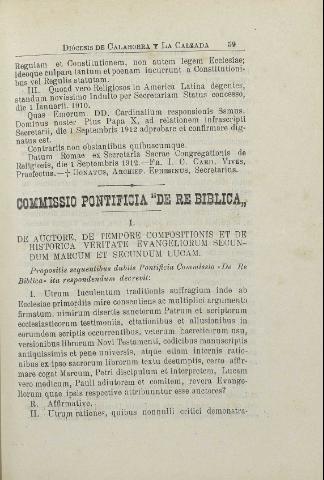 DIÓCESIS DE CALAHORRA Y LA CALZADA 39
Regulam et Constitutionem, non autem legem Ecclesiae;
ideoque culpam tantum et poenam incurrunt a Constitutioni-
bus vel Regulis statutam.
III. Quoad vero Religiosos in America Latina degentes,
standum novissimo Indulto per Secretariam Status concesso,
die 1 Ianuarii. 1910.
Quas Emorum DD. Cardinalium responsionis Ssmus.
Dominus noster Pius Papa X, ad relationem infrascripti
Secretarii, die 1 Septembris 1912 adprobare et confirmare dig-
natus est.
Contrariis non obstantibus quibuscumque.
Datum Romae ex Secretaria Sacrae Congregationis de
Religiosis, die 1 Septembris 1912.—FR. I. C. CARD. VIVES,
Praefectus.—† DONATUS, ARCHIEP. EPHESINUS, Secretarius.
COMMISSIO PONTIFICIA "DE RE BIBLICA„
I.
DE AUCTORE, DE TEMPORE COMPOSITIONIS ET DE
HISTORICA VERITATE EVANGELIORUM SECUN-
DUM MARCUM ET SECUNDUM LUCAM.
Propositis sequentibus dubiis Pontificia Commissio «De Re
Biblica» ita respondendum decrevit:
I. Utrum luculentum traditionis suffragium inde ab
Ecclesiae primordiis mire consentiens ac multiplici argumento
firmatum, nimirum disertis sanctorum Patrum et scriptorum
ecclesiasticorum testimoniis, citationibus et allusionibus in
eorumdem scriptis occurrentibus, veterum haereticorum usu,
versionibus librorum Novi Testamenti, codicibus manuscriptis
antiquissimis et pene universis, atque etiam internis ratio-
nibus ex ipso sacrorum librorum textu desumptis, certo affir-
mare cogat Marcum, Petri discipulum et interpretem, Lucam
vero medicum, Pauli adiutorem et comitem, revera Evange-
liorum quae ipsis respective attribuuntur esse auctores?
R. Affirmative.
II. Utrum rationes, quibus nonnulli critici demonstra-